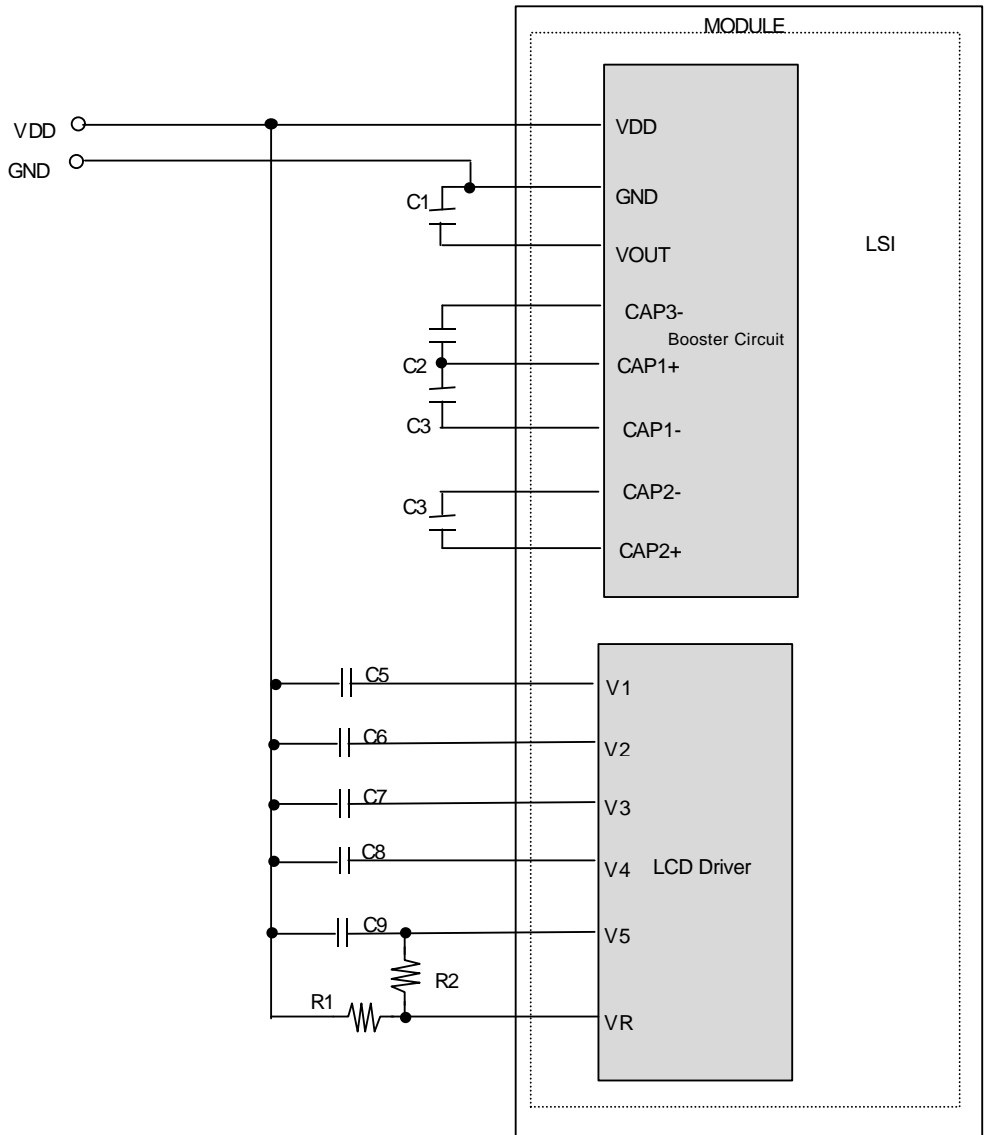 MODULE
VDD
VDD
GND
C1
GND
LSI
VOUT
CAP3-
Booster Circuit
C2
CAP1+
C3
CAP1-
C3
CAP2-
CAP2+
C5
V1
C6
V2
C7
V3
C8
V4
LCD Driver
C9
V5
R2
R1
VR